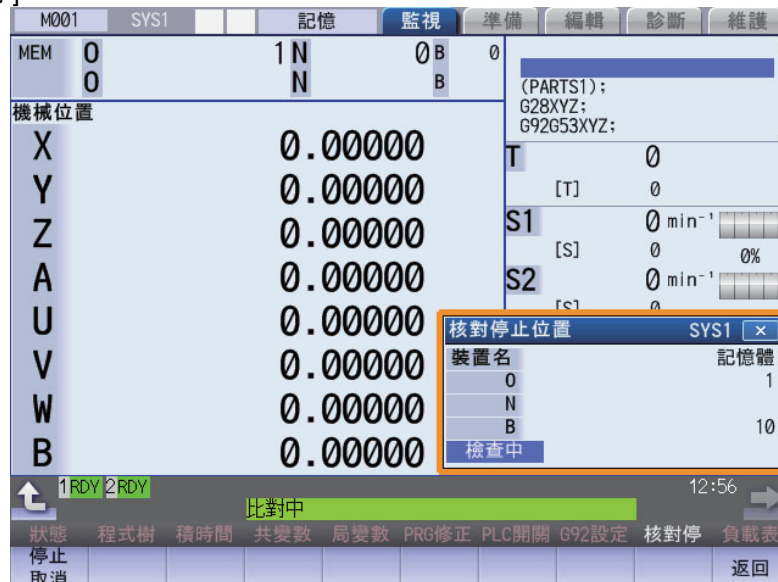 M001 SYS1 記憶 監視 準備 編輯 診斷 維護
MEM O 1 N 0 B 0
O N B
(PARTS1);
G28XYZ;
G92G53XYZ;
機械位置
X 0.00000
Y 0.00000
Z 0.00000
A 0.00000
U 0.00000
V 0.00000
W 0.00000
B 0.00000
T 0
[T] 0
S1 0 min-1
[S] 0 0%
S2 0 min-1
[S] 0
核對停止位置 SYS1 ×
裝置名 記憶體
O 1
N
B 10
檢查中
1RDY 2RDY 12:56
比對中
狀態 程式樹 積時間 共變數 局變數 PRG修正 PLC開關 G92設定 核對停 負載表
停止 返回
取消